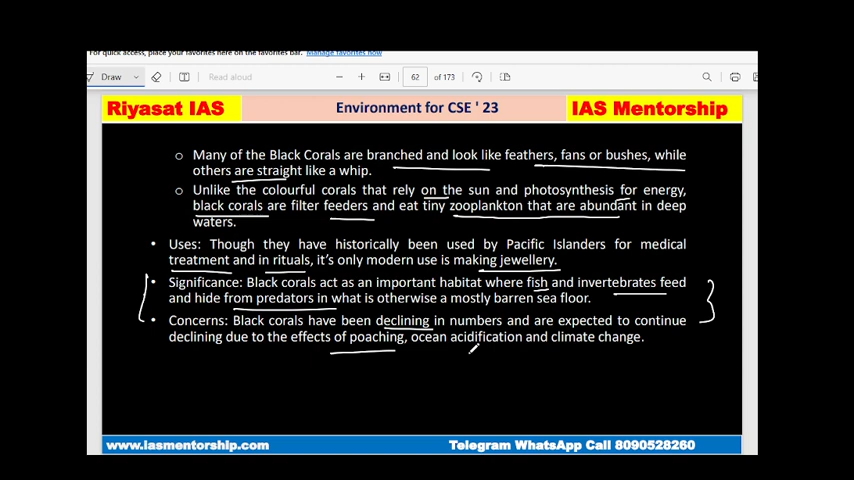 For quick access, place your favorites here on the favorites bar. Manage favorites now
Draw
Read aloud
62 of 173
Riyasat IAS
Environment for CSE ' 23
IAS Mentorship
o Many of the Black Corals are branched and look like feathers, fans or bushes, while
others are straight like a whip.
o Unlike the colourful corals that rely on the sun and photosynthesis for energy,
black corals are filter feeders and eat tiny zooplankton that are abundant in deep
waters.
• Uses: Though they have historically been used by Pacific Islanders for medical
treatment and in rituals, it's only modern use is making jewellery.
• Significance: Black corals act as an important habitat where fish and invertebrates feed
and hide from predators in what is otherwise a mostly barren sea floor.
• Concerns: Black corals have been declining in numbers and are expected to continue
declining due to the effects of poaching, ocean acidification and climate change.
www.iasmentorship.com
Telegram WhatsApp Call 8090528260